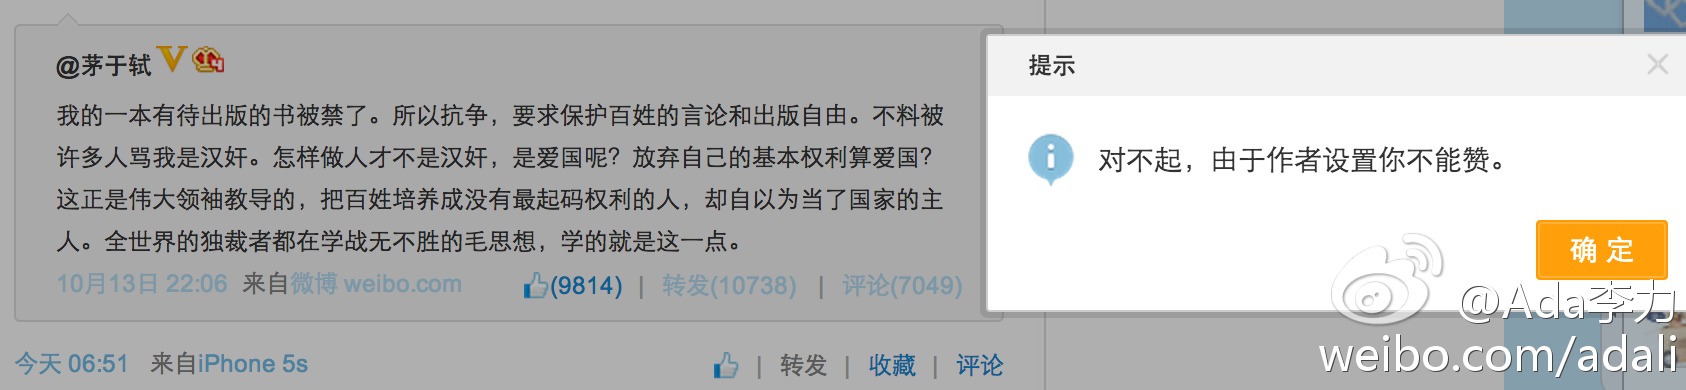 @茅于轼
我的一本有待出版的书被禁了。所以抗争，要求保护百姓的言论和出版自由。不料被
许多人骂我是汉奸。怎样做人才不是汉奸，是爱国呢？放弃自己的基本权利算爱国？
这正是伟大领袖教导的，把百姓培养成没有最起码权利的人，却自以为当了国家的主
人。全世界的独裁者都在学战无不胜的毛思想，学的就是这一点。
10月13日 22:06 来自微博 weibo.com (9814) | 转发(10738) | 评论(7049)
今天 06:51 来自iPhone 5s | 转发 | 收藏 | 评论
提示
对不起，由于作者设置你不能赞。
确 定
@Ada李力
weibo.com/adali